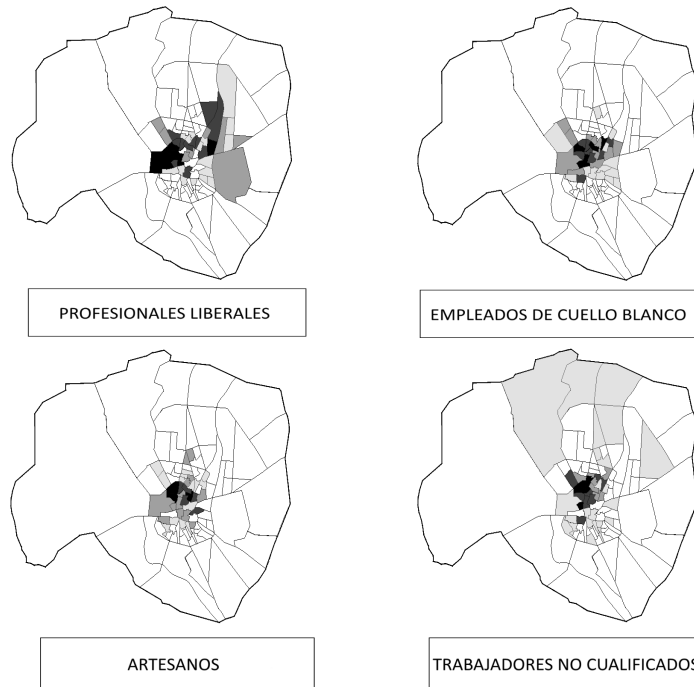 PROFESIONALES LIBERALES
EMPLEADOS DE CUELLO BLANCO
ARTESANOS
TRABAJADORES NO CUALIFICADOS